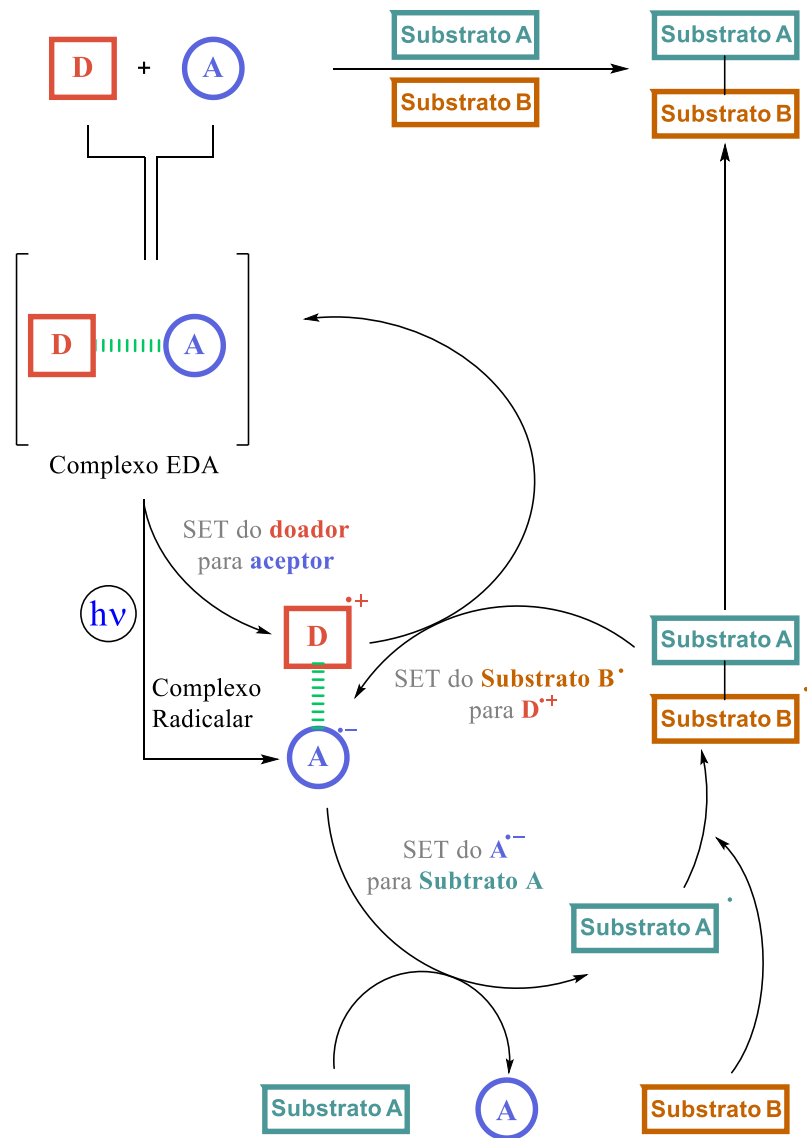 D + A
Substrato A
Substrato B
Substrato A
Substrato B
D A
Complexo EDA
SET do doador
para aceptor
hν
D •+
Complexo
Radicalar
A •−
SET do Substrato B•
para D•+
Substrato A
Substrato B •
SET do A•−
para Subtrato A
Substrato A •
Substrato A
A
Substrato B